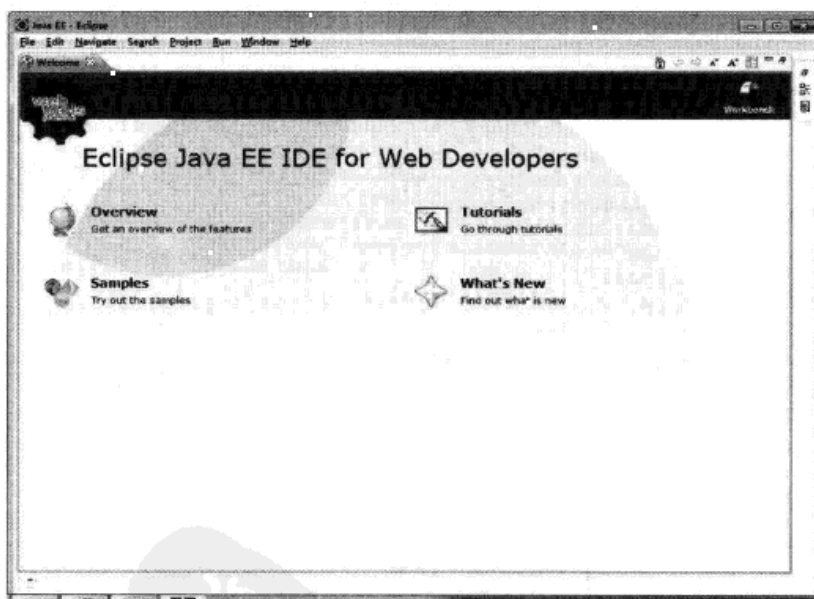 Java EE - Eclipse
File Edit Navigate Search Project Run Window Help
Welcome
Workbench
Eclipse Java EE IDE for Web Developers
Overview
Get an overview of the features
Tutorials
Go through tutorials
Samples
Try out the samples
What's New
Find out what is new